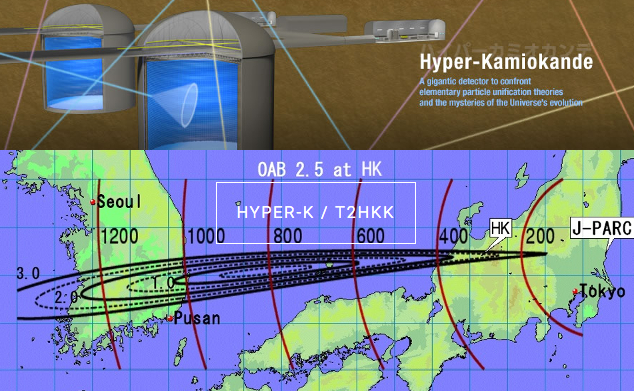 ハイパーカミオカンデ
Hyper-Kamiokande
A gigantic detector to confront
elementary particle unification theories
and the mysteries of the Universe's evolution
OAB 2.5 at HK
HYPER-K / T2HKK
Seoul
1200
1000
800
600
400
HK
200
J-PARC
3.0
2.0
1.0
Tokyo
Pusan